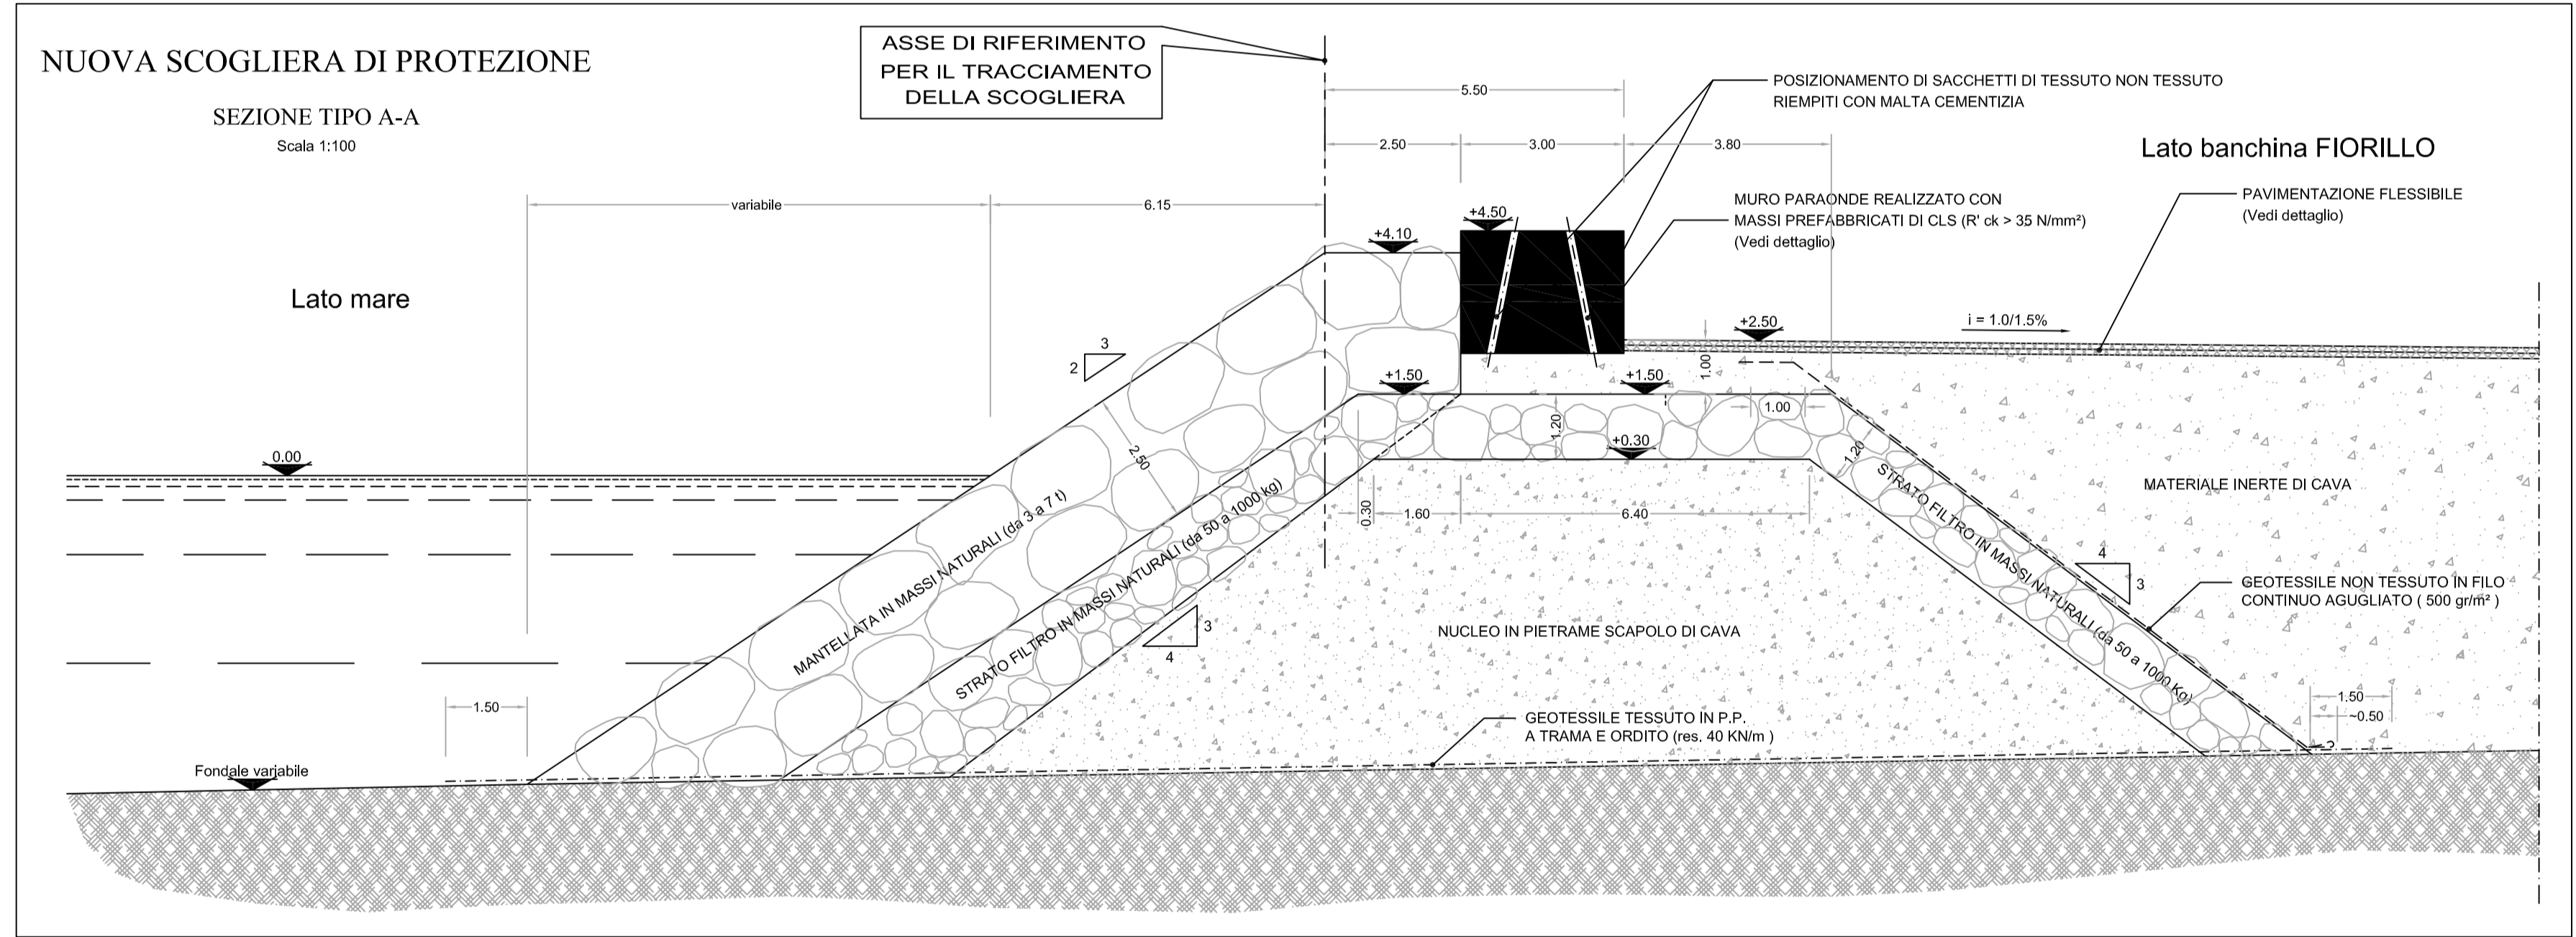 NUOVA SCOGLIERA DI PROTEZIONE
SEZIONE TIPO A-A
Scala 1:100
ASSE DI RIFERIMENTO
PER IL TRACCIAMENTO
DELLA SCOGLIERA
5.50
2.50
3.00
3.80
POSIZIONAMENTO DI SACCHETTI DI TESSUTO NON TESSUTO
RIEMPITI CON MALTA CEMENTIZIA
Lato banchina FIORILLO
variabile
6.15
MURO PARAONDE REALIZZATO CON
MASSI PREFABBRICATI DI CLS (R' ck > 35 N/mm²)
(Vedi dettaglio)
PAVIMENTAZIONE FLESSIBILE
(Vedi dettaglio)
Lato mare
+4.10
+4.50
+2.50
i = 1.0/1.5%
3
2
1.00
+1.50
+1.50
1.00
1.20
+0.30
1.20
0.00
2.50
0.30
1.60
6.40
MANTELLATA IN MASSI NATURALI (da 3 a 7 t)
STRATO FILTRO IN MASSI NATURALI (da 50 a 1000 kg)
3
4
NUCLEO IN PIETRAME SCAPOLO DI CAVA
STRATO FILTRO IN MASSI NATURALI (da 50 a 1000 Kg)
MATERIALE INERTE DI CAVA
4
3
GEOTESSILE NON TESSUTO IN FILO
CONTINUO AGUGLIATO ( 500 gr/m² )
1.50
GEOTESSILE TESSUTO IN P.P.
A TRAMA E ORDITO (res. 40 KN/m )
1.50
~0.50
Fondale variabile